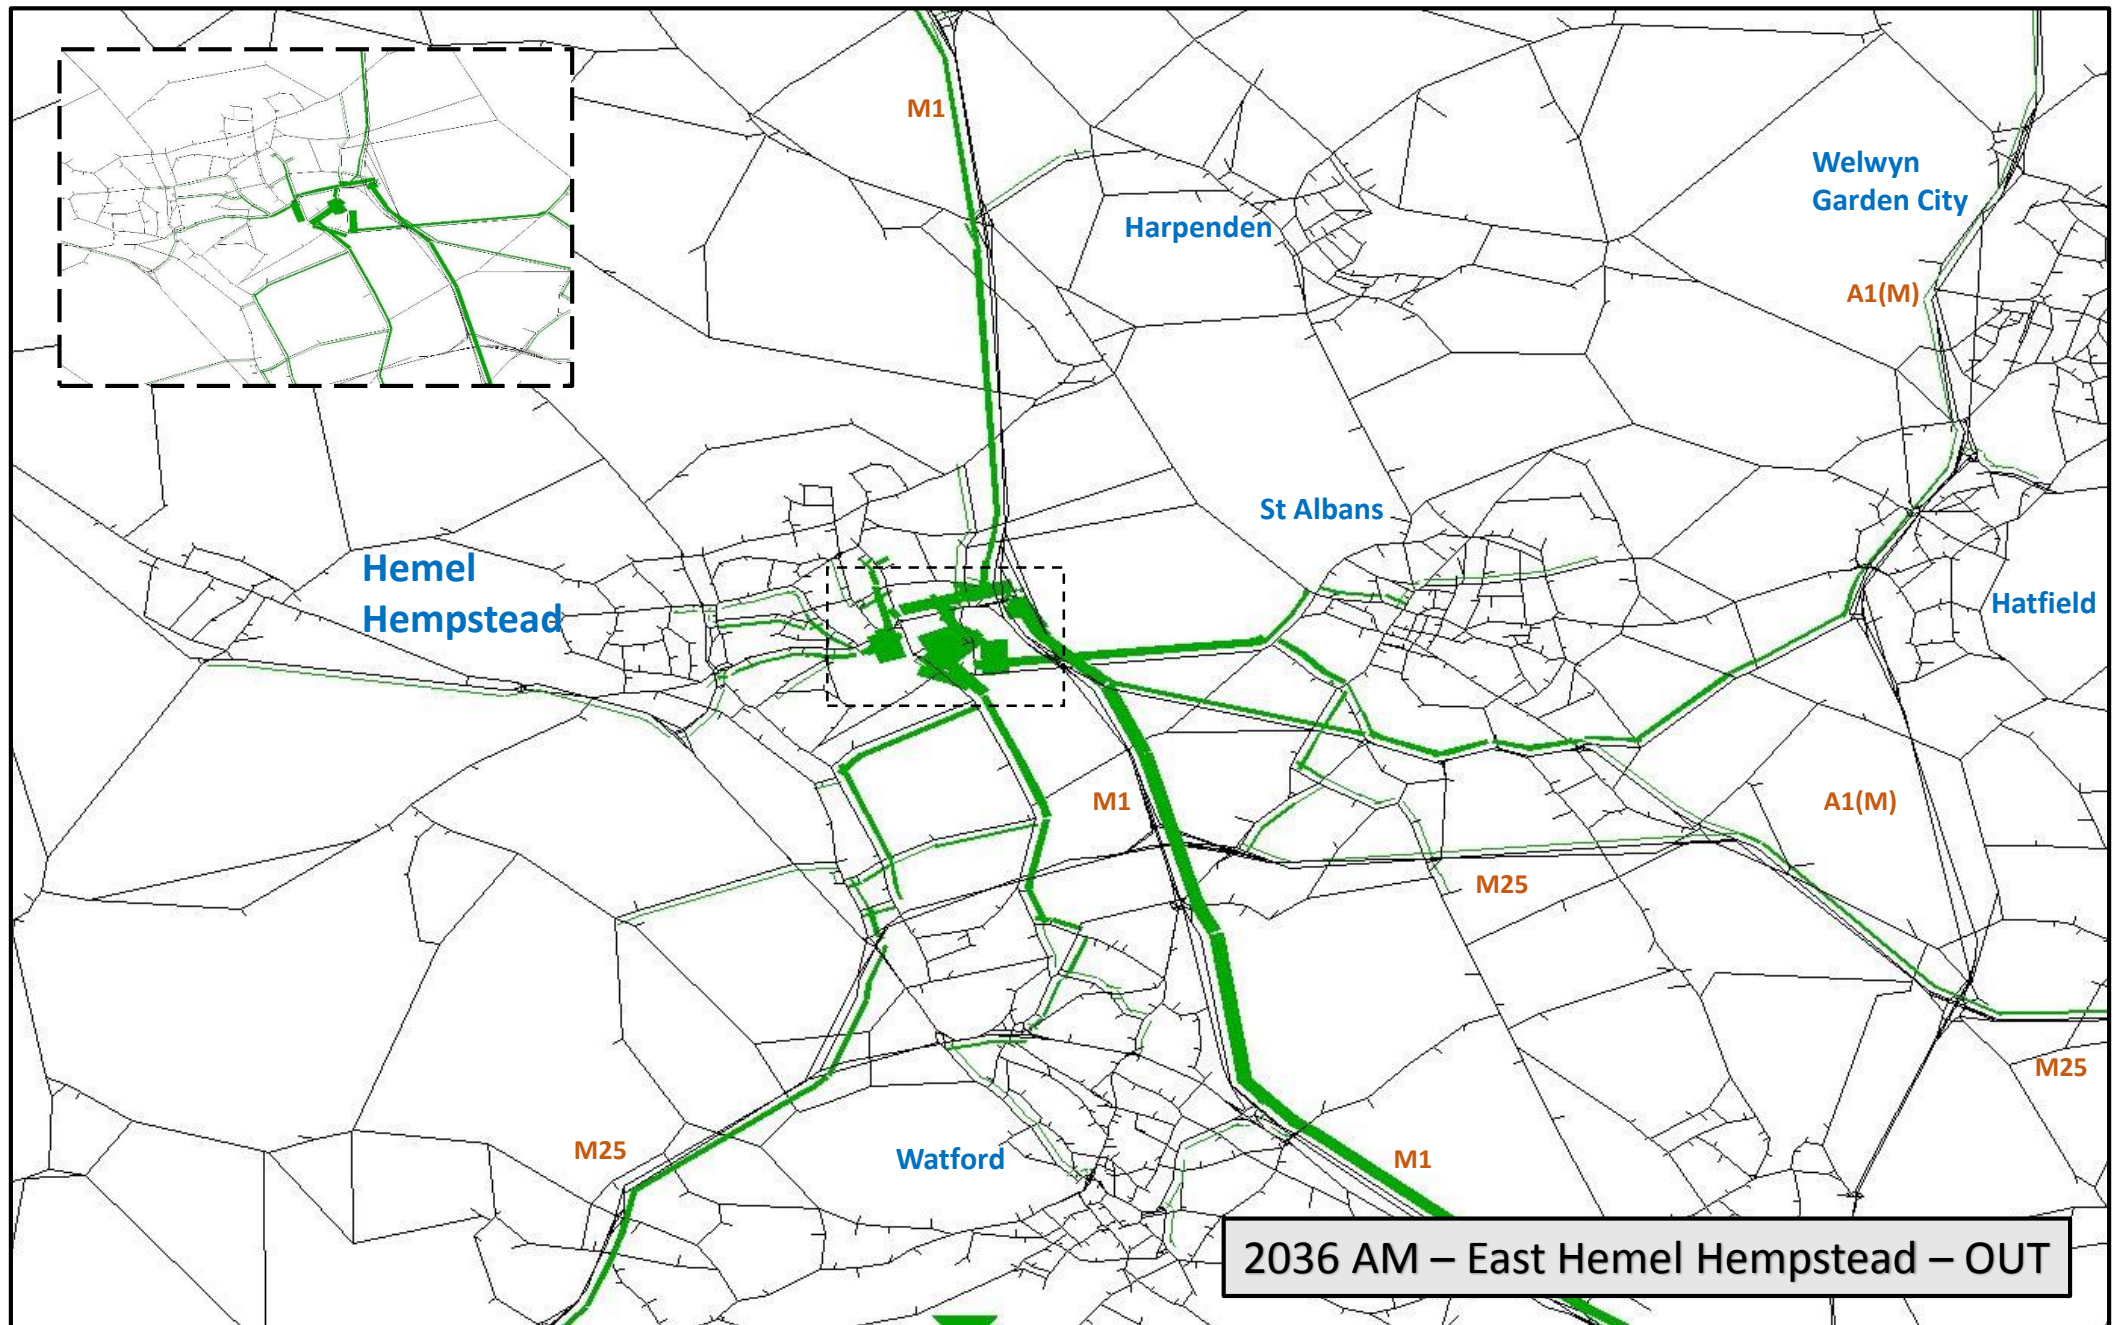 M1
Welwyn
Garden City
Harpenden
A1(M)
St Albans
Hemel
Hempstead
Hatfield
M1
A1(M)
M25
M25
M25
Watford
M1
2036 AM – East Hemel Hempstead – OUT